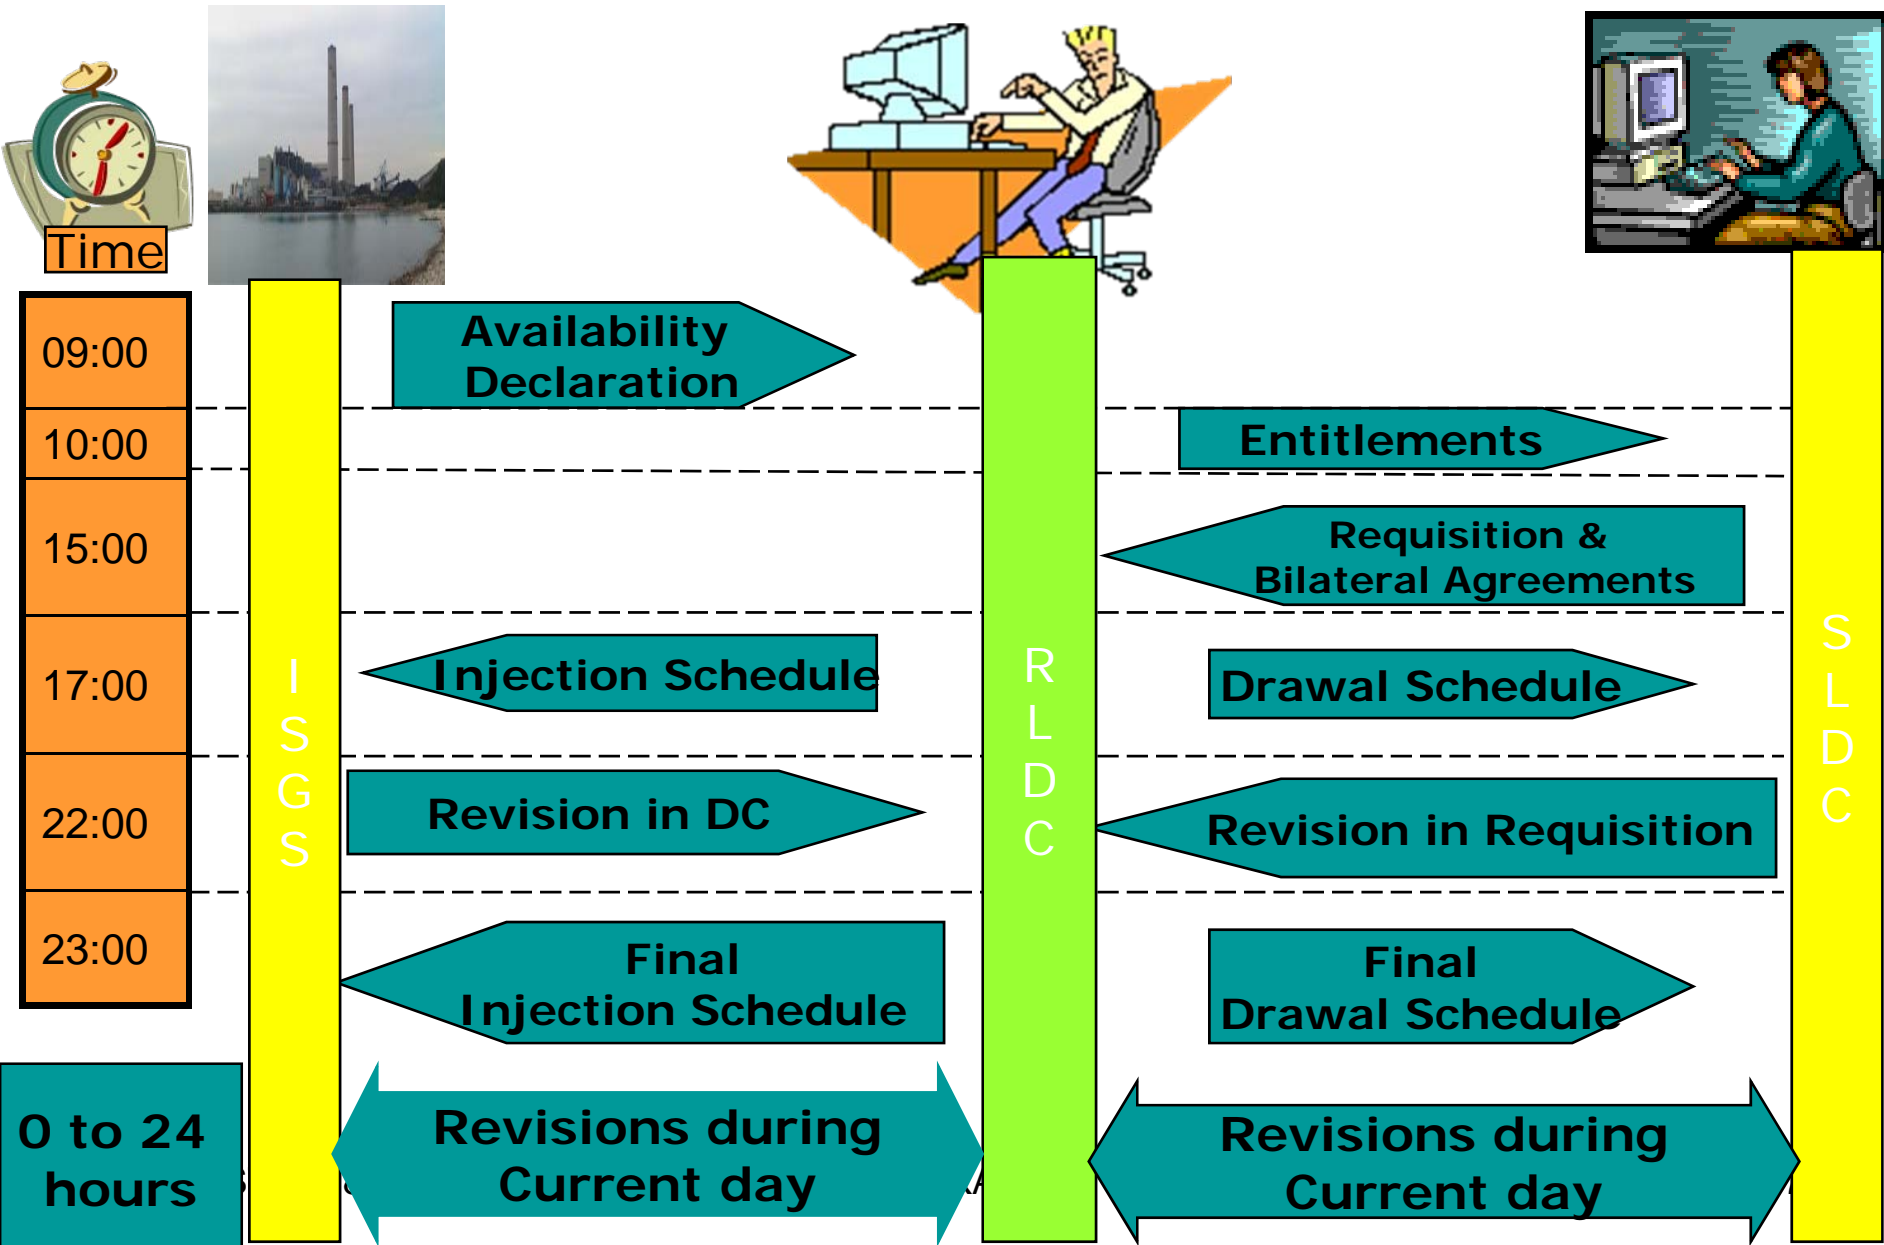 Time
09:00
Availability
Declaration
10:00
Entitlements
15:00
Requisition &
Bilateral Agreements
17:00
Injection Schedule
Drawal Schedule
22:00
Revision in DC
Revision in Requisition
23:00
Final
Injection Schedule
Final
Drawal Schedule
I
S
G
S
R
L
D
C
S
L
D
C
0 to 24
hours
Revisions during
Current day
Revisions during
Current day